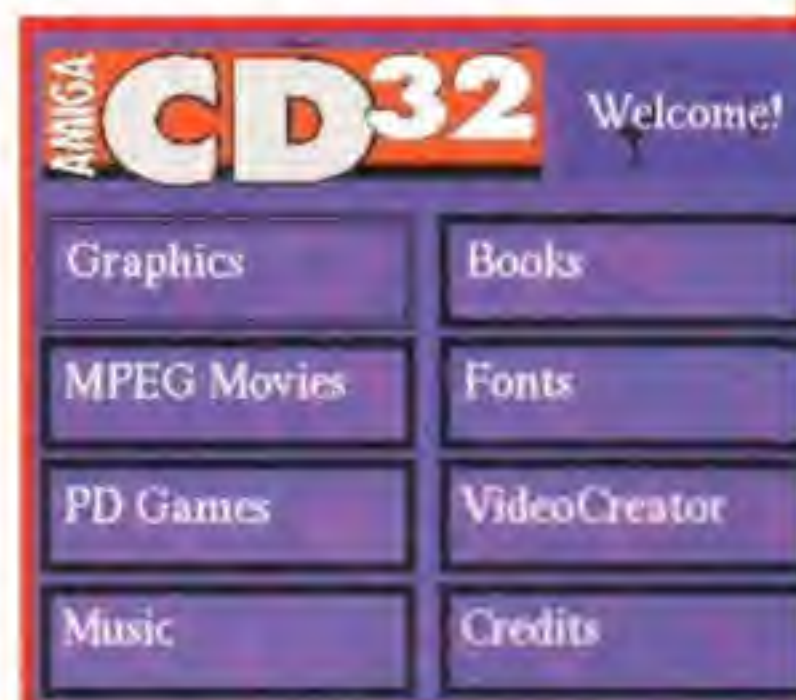 AMIGA CD32 Welcome!
Graphics Books
MPEG Movies Fonts
PD Games VideoCreator
Music Credits